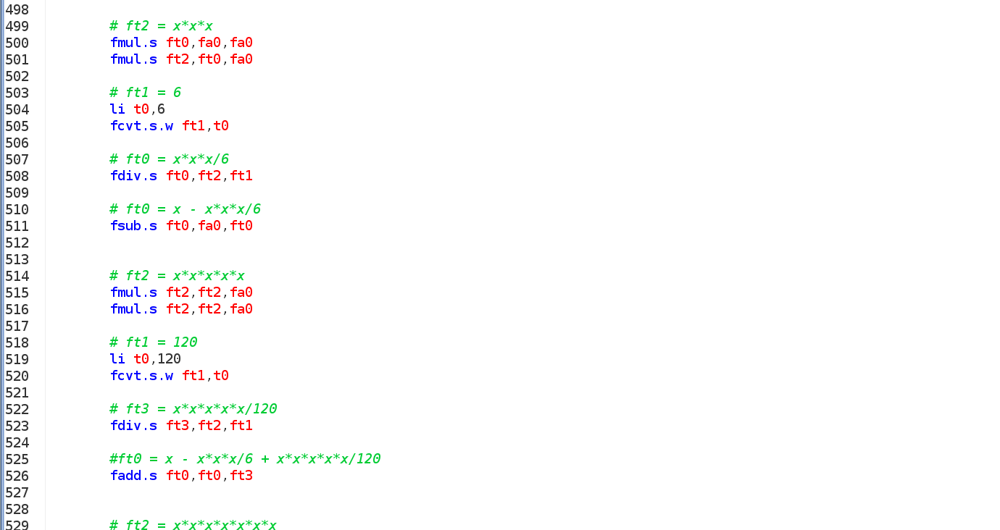 498
499 # ft2 = x*x*x
500 fmul.s ft0,fa0,fa0
501 fmul.s ft2,ft0,fa0
502
503 # ft1 = 6
504 li t0,6
505 fcvt.s.w ft1,t0
506
507 # ft0 = x*x*x/6
508 fdiv.s ft0,ft2,ft1
509
510 # ft0 = x - x*x*x/6
511 fsub.s ft0,fa0,ft0
512
513
514 # ft2 = x*x*x*x*x
515 fmul.s ft2,ft2,fa0
516 fmul.s ft2,ft2,fa0
517
518 # ft1 = 120
519 li t0,120
520 fcvt.s.w ft1,t0
521
522 # ft3 = x*x*x*x*x/120
523 fdiv.s ft3,ft2,ft1
524
525 #ft0 = x - x*x*x/6 + x*x*x*x*x/120
526 fadd.s ft0,ft0,ft3
527
528
529 # ft2 = x*x*x*x*x*x*x